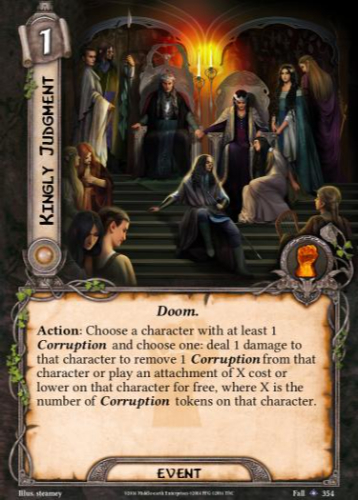 1
KINGLY JUDGMENT
Doom.
Action: Choose a character with at least 1
Corruption and choose one: deal 1 damage to
that character to remove 1 Corruption from that
character or play an attachment of X cost or
lower on that character for free, where X is the
number of Corruption tokens on that character.
EVENT
Fall 354